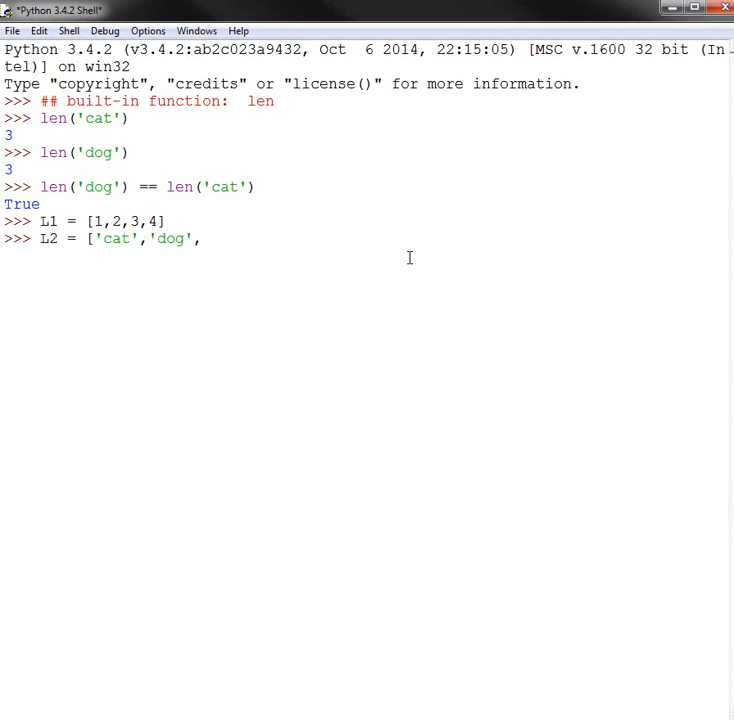 *Python 3.4.2 Shell*
File Edit Shell Debug Options Windows Help
Python 3.4.2 (v3.4.2:ab2c023a9432, Oct  6 2014, 22:15:05) [MSC v.1600 32 bit (In
tel)] on win32
Type "copyright", "credits" or "license()" for more information.
>>> ## built-in function:  len
>>> len('cat')
3
>>> len('dog')
3
>>> len('dog') == len('cat')
True
>>> L1 = [1,2,3,4]
>>> L2 = ['cat','dog',